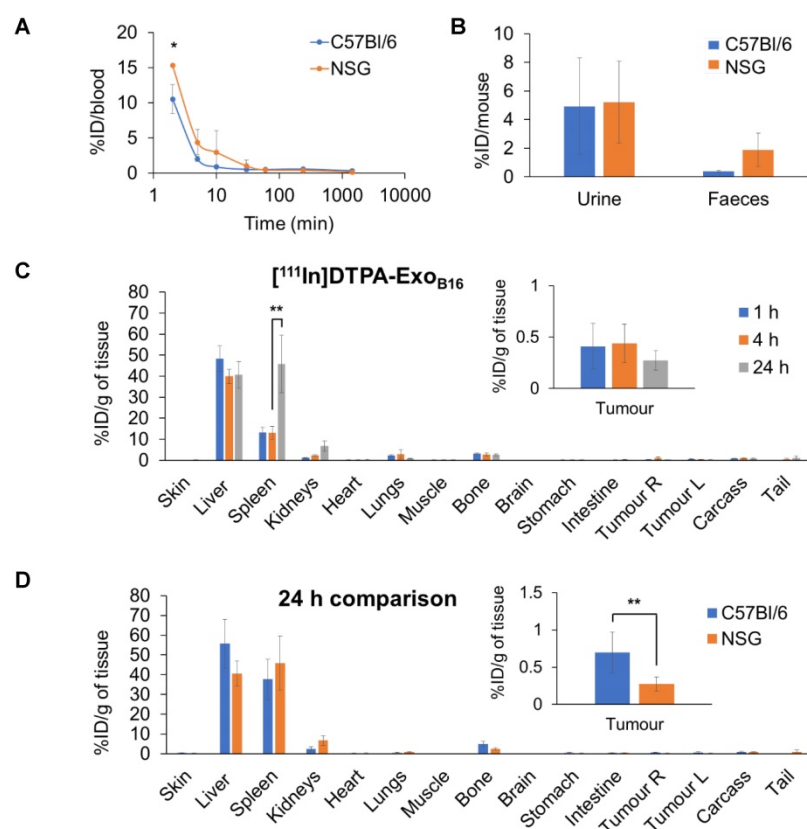 A
%ID/blood
20
15
10
5
0
*
C57Bl/6
NSG
1 10 100 1000 10000
Time (min)
B
%ID/mouse
10
8
6
4
2
0
C57Bl/6
NSG
Urine Faeces
C
[¹¹¹In]DTPA-ExoB16
%ID/g of tissue
80
70
60
50
40
30
20
10
0
**
Skin Liver Spleen Kidneys Heart Lungs Muscle Bone Brain Stomach Intestine Tumour R Tumour L Carcass Tail
%ID/g of tissue
1
0.5
0
Tumour
1 h
4 h
24 h
D
24 h comparison
%ID/g of tissue
80
70
60
50
40
30
20
10
0
Skin Liver Spleen Kidneys Heart Lungs Muscle Bone Brain Stomach Intestine Tumour R Tumour L Carcass Tail
%ID/g of tissue
1.5
1
0.5
0
**
Tumour
C57Bl/6
NSG